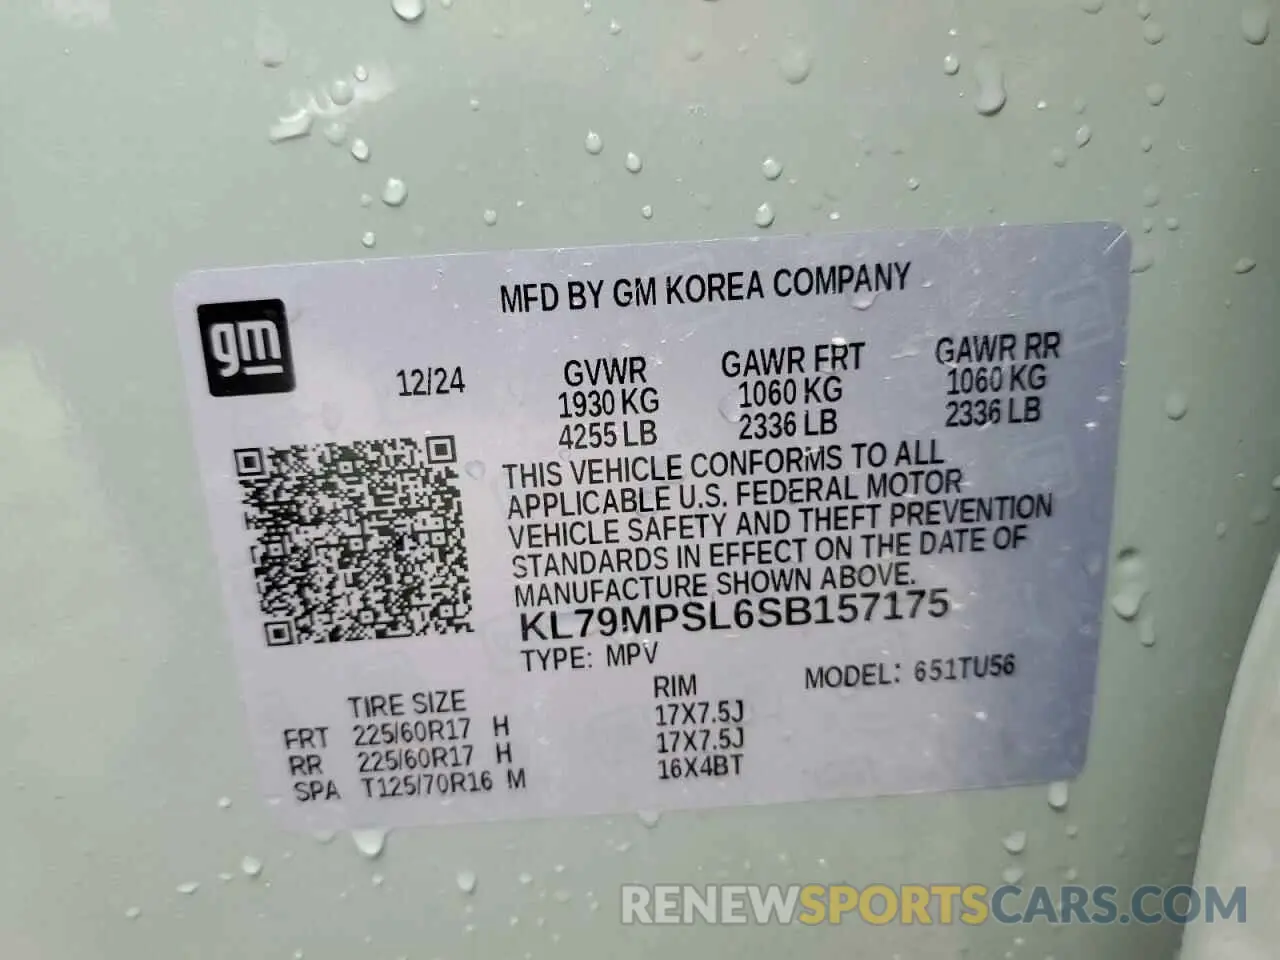 MFD BY GM KOREA COMPANY
gm
12/24
GVWR GAWR FRT GAWR RR
1930 KG 1060 KG 1060 KG
4255 LB 2336 LB 2336 LB
THIS VEHICLE CONFORMS TO ALL
APPLICABLE U.S. FEDERAL MOTOR
VEHICLE SAFETY AND THEFT PREVENTION
STANDARDS IN EFFECT ON THE DATE OF
MANUFACTURE SHOWN ABOVE.
KL79MPSL6SB157175
TYPE: MPV MODEL: 651TU56
TIRE SIZE RIM
FRT 225/60R17 H 17X7.5J
RR 225/60R17 H 17X7.5J
SPA T125/70R16 M 16X4BT
RENEWSPORTSCARS.COM